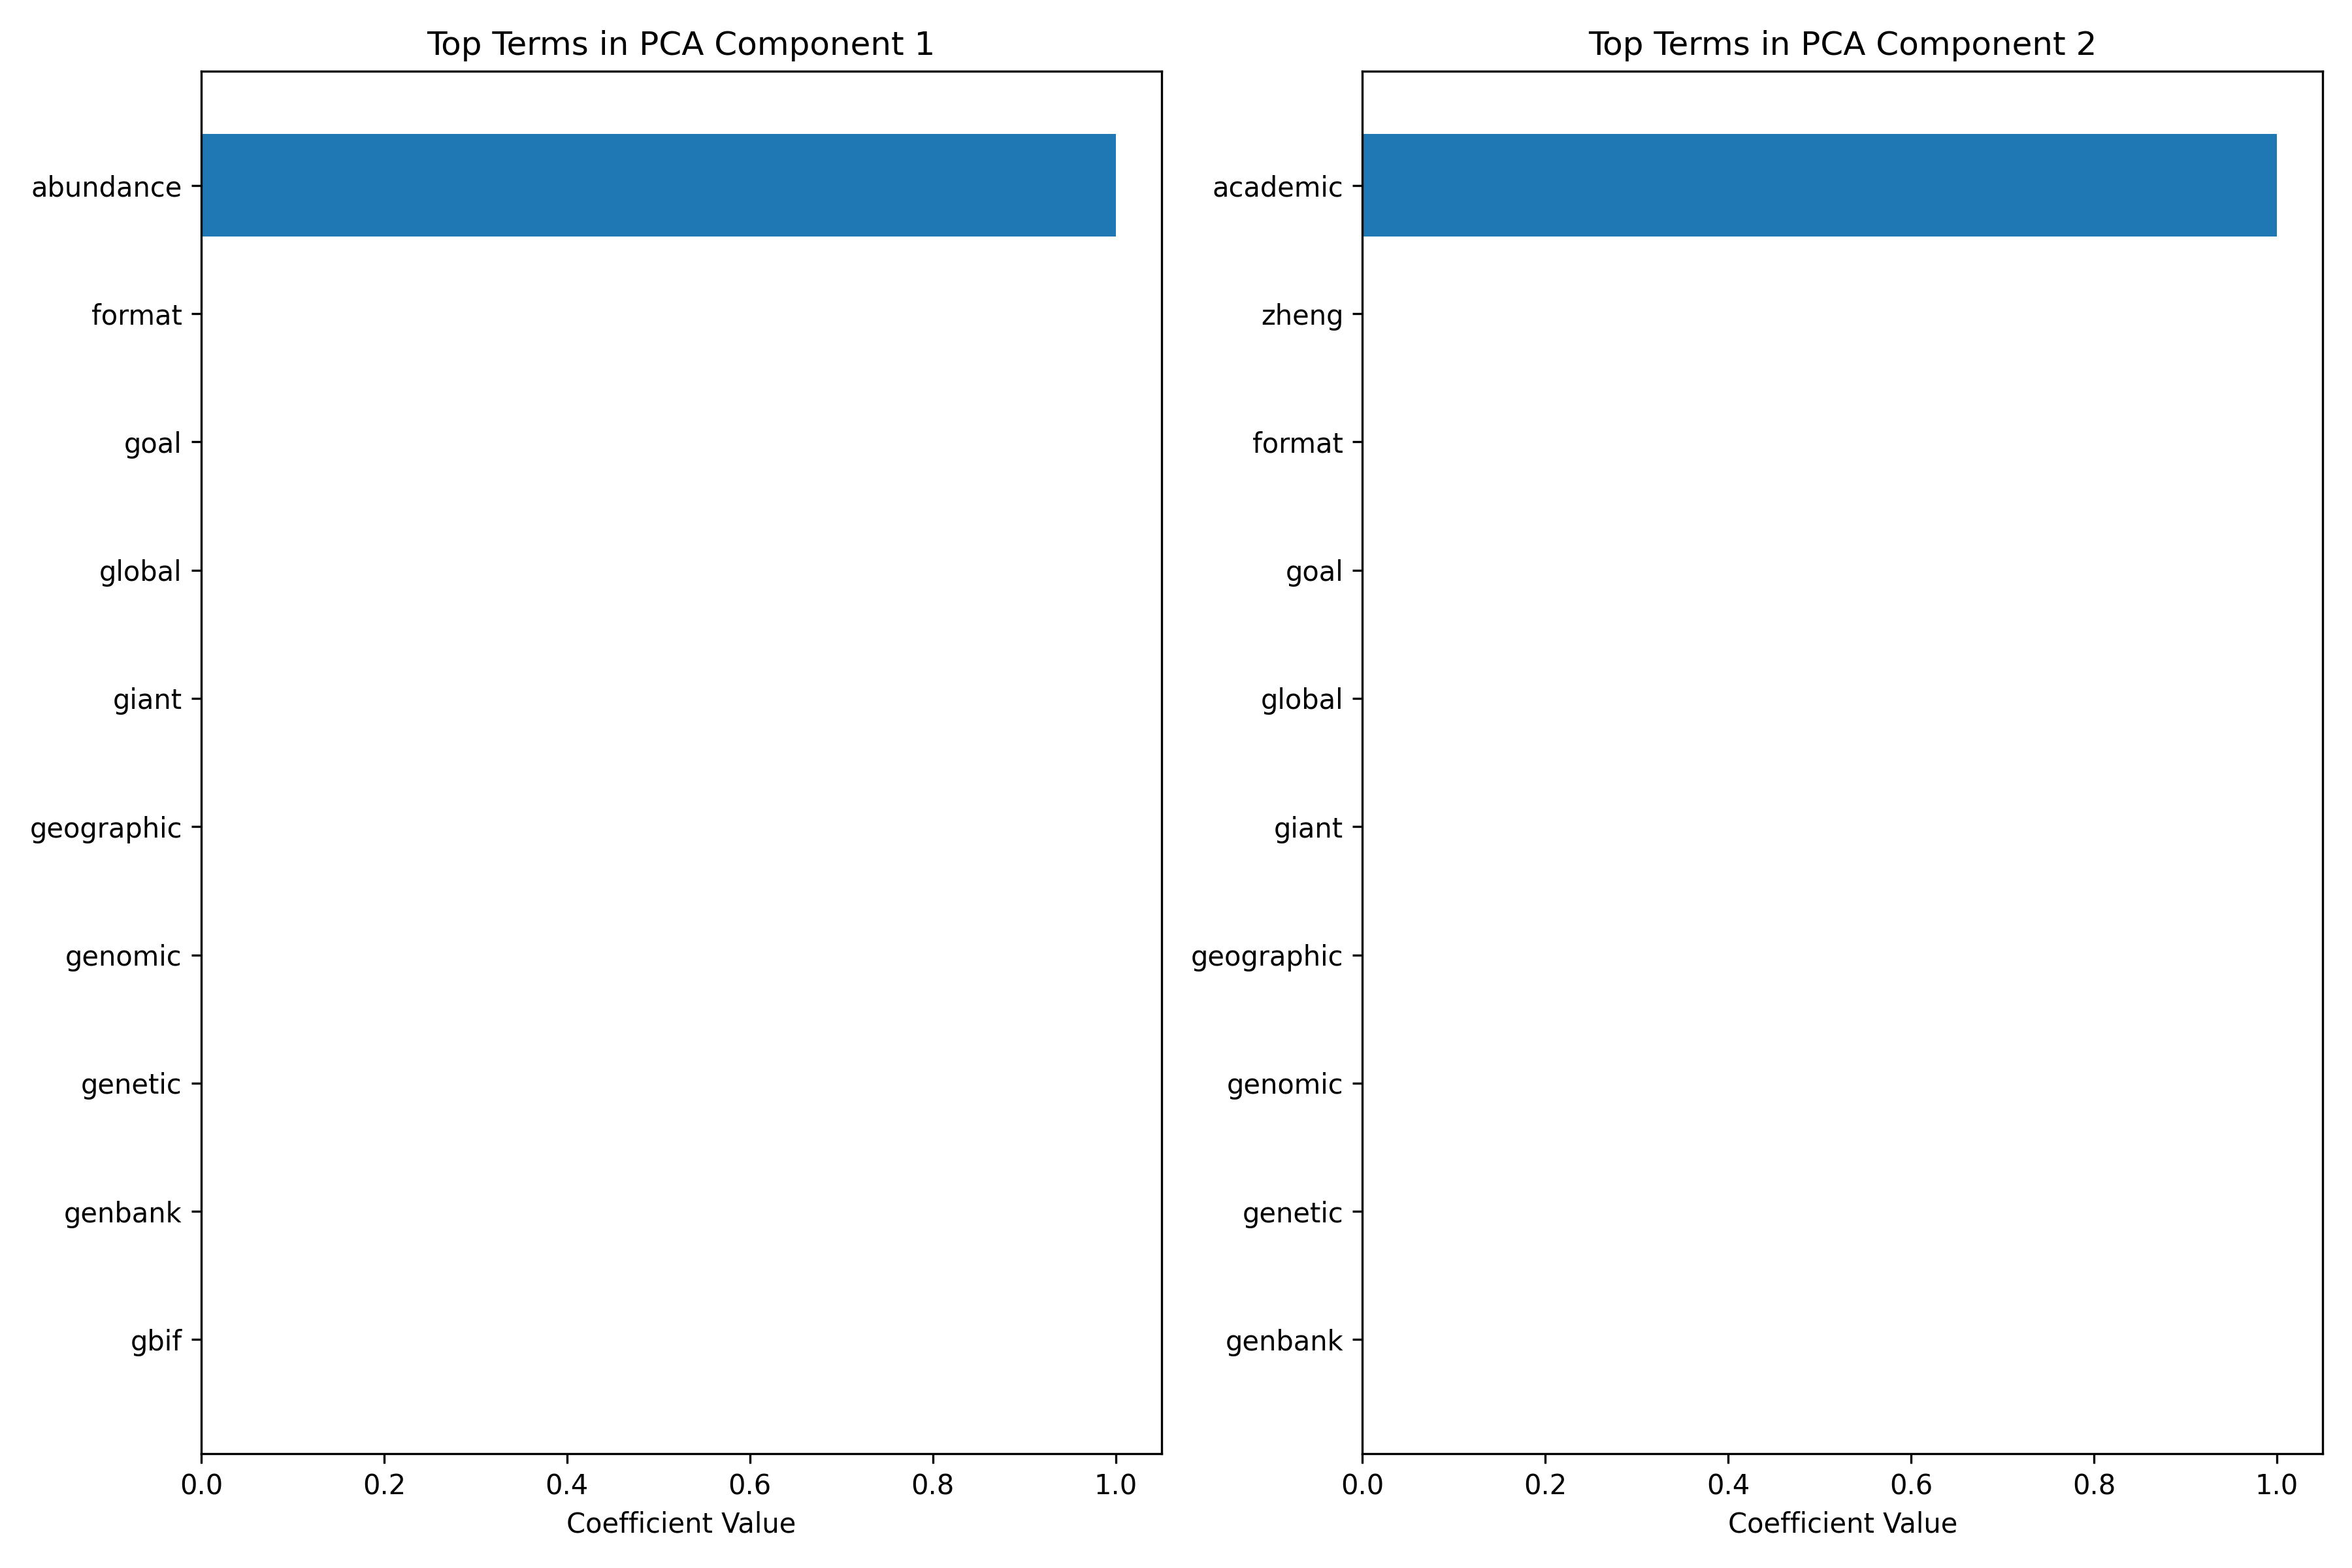 Top Terms in PCA Component 1
abundance
format
goal
global
giant
geographic
genomic
genetic
genbank
gbif
0.0 0.2 0.4 0.6 0.8 1.0
Coefficient Value
Top Terms in PCA Component 2
academic
zheng
format
goal
global
giant
geographic
genomic
genetic
genbank
0.0 0.2 0.4 0.6 0.8 1.0
Coefficient Value